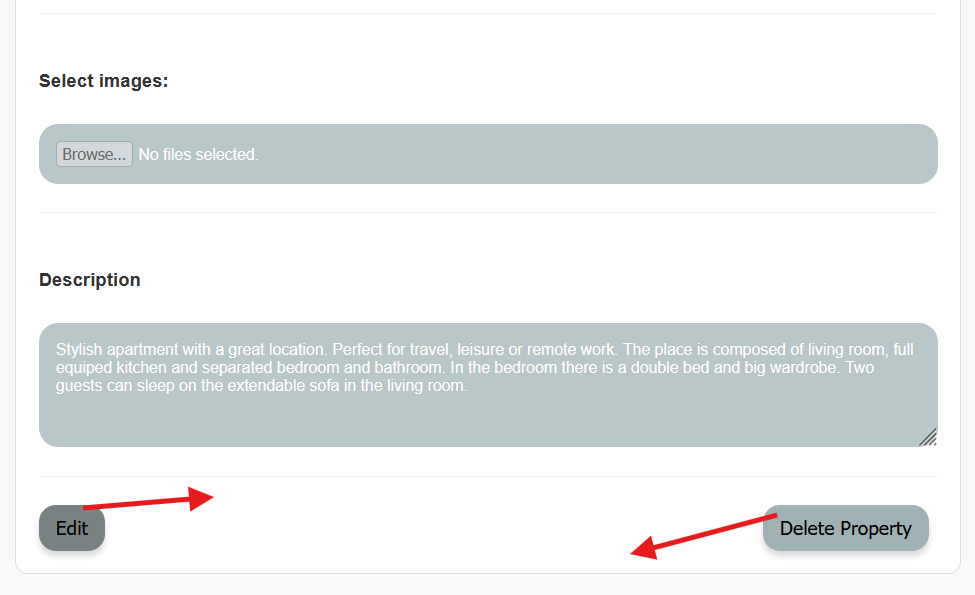 Select images:
Browse... No files selected.
Description
Stylish apartment with a great location. Perfect for travel, leisure or remote work. The place is composed of living room, full
equiped kitchen and separated bedroom and bathroom. In the bedroom there is a double bed and big wardrobe. Two
guests can sleep on the extendable sofa in the living room.
Edit
Delete Property